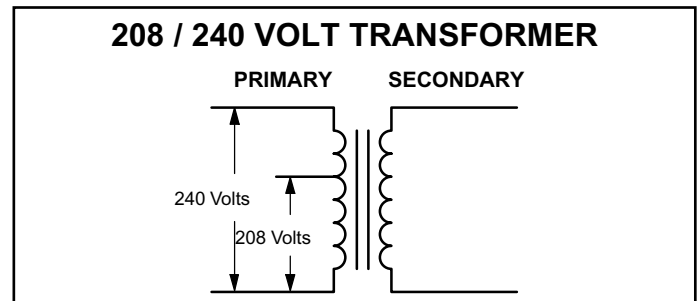 208 / 240 VOLT TRANSFORMER
PRIMARY SECONDARY
240 Volts
208 Volts